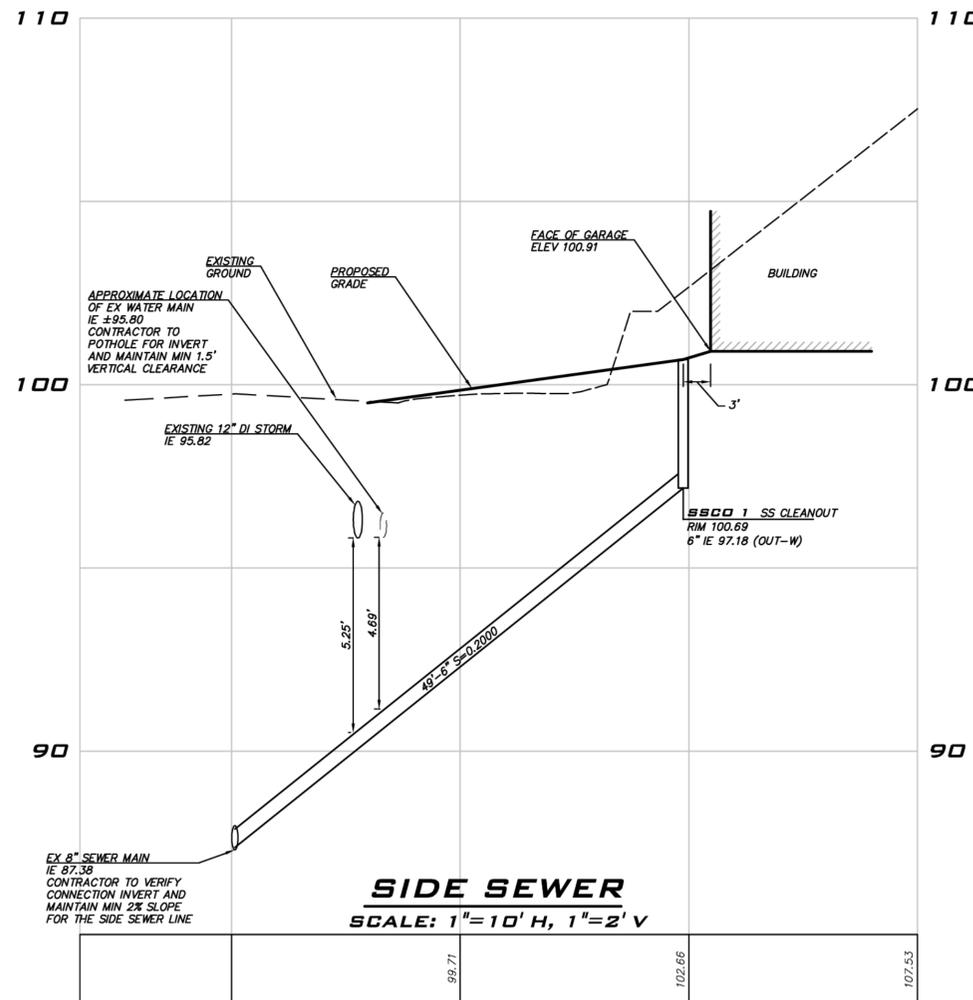 110
110
FACE OF GARAGE
ELEV 100.91
EXISTING
GROUND
PROPOSED
GRADE
BUILDING
APPROXIMATE LOCATION
OF EX WATER MAIN
IE ±95.80
CONTRACTOR TO
POTHOLE FOR INVERT
AND MAINTAIN MIN 1.5'
VERTICAL CLEARANCE
100
100
3'
EXISTING 12" DI STORM
IE 95.82
SSCO 1 SS CLEANOUT
RIM 100.69
6" IE 97.18 (OUT-W)
5.25'
4.69'
49'-6" S=0.2000
90
90
EX 8" SEWER MAIN
IE 87.38
CONTRACTOR TO VERIFY
CONNECTION INVERT AND
MAINTAIN MIN 2% SLOPE
FOR THE SIDE SEWER LINE
SIDE SEWER
SCALE: 1"=10' H, 1"=2' V
99.71
102.66
107.53